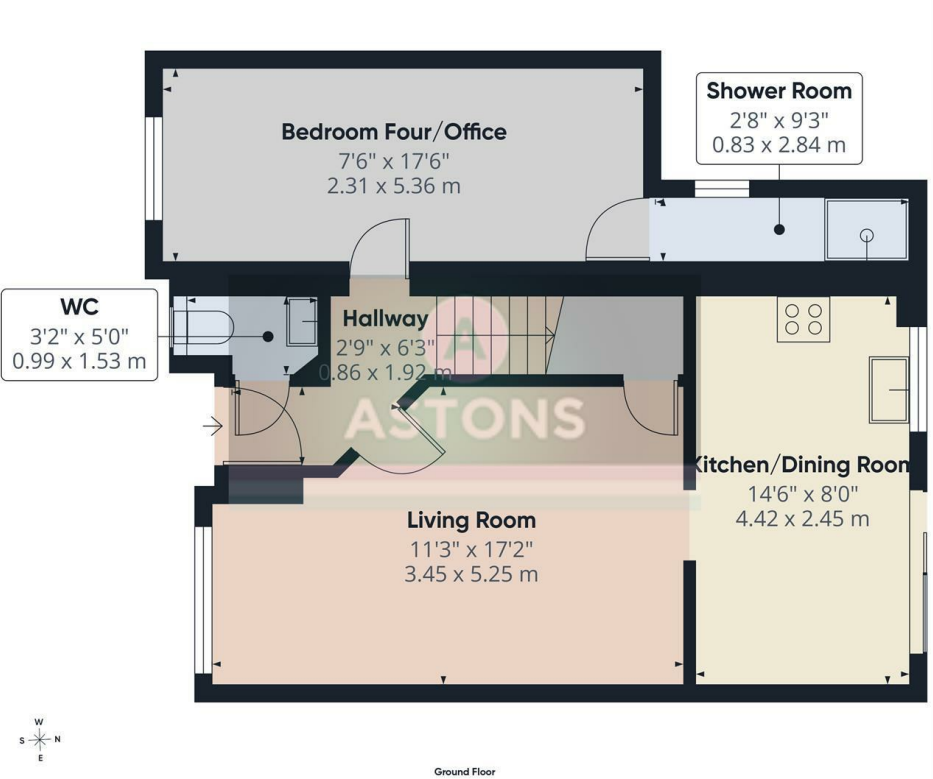 Bedroom Four/Office
7'6" x 17'6"
2.31 x 5.36 m
Shower Room
2'8" x 9'3"
0.83 x 2.84 m
WC
3'2" x 5'0"
0.99 x 1.53 m
Hallway
2'9" x 6'3"
0.86 x 1.92 m
A
ASTONS
Kitchen/Dining Room
14'6" x 8'0"
4.42 x 2.45 m
Living Room
11'3" x 17'2"
3.45 x 5.25 m
W
S N
E
Ground Floor